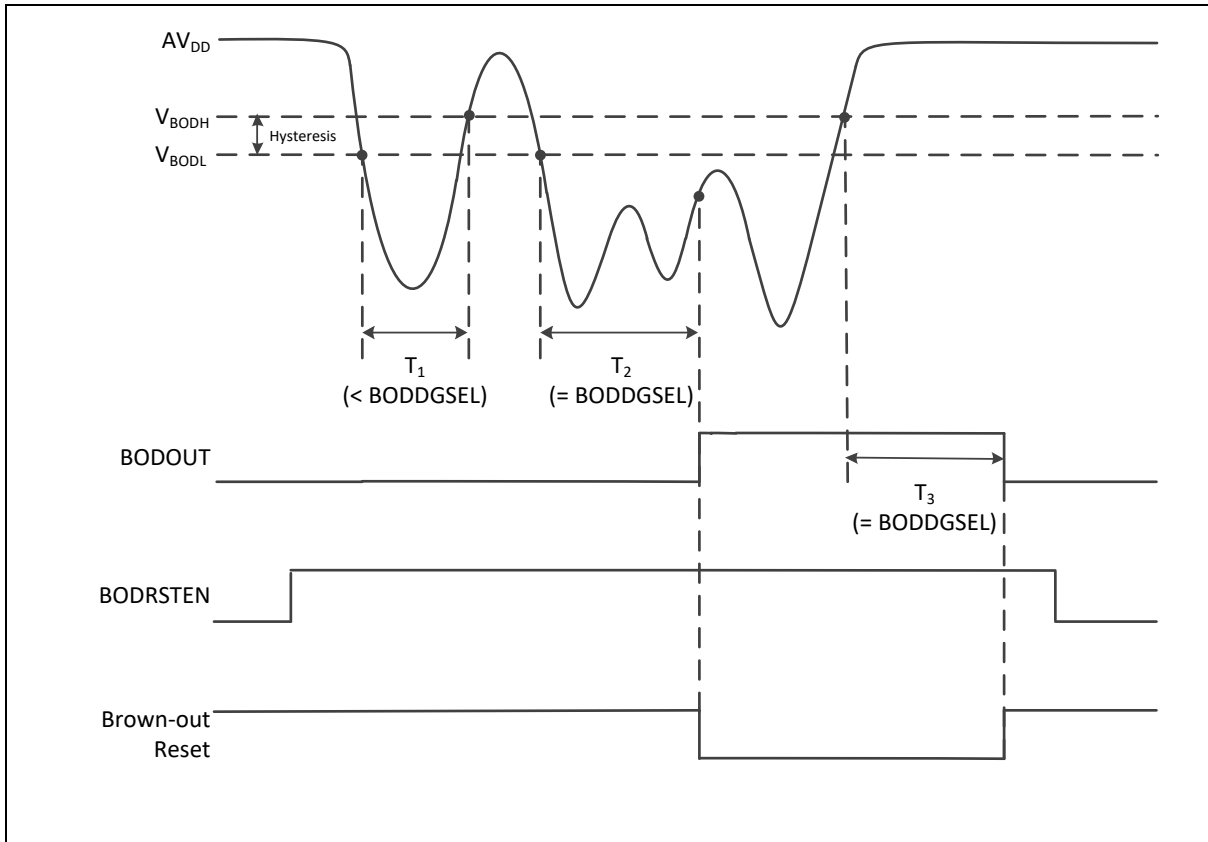 AVDD
VBODH
Hysteresis
VBODL
T1
(< BODDGSEL)
T2
(= BODDGSEL)
BODOUT
T3
(= BODDGSEL)
BODRSTEN
Brown-out
Reset